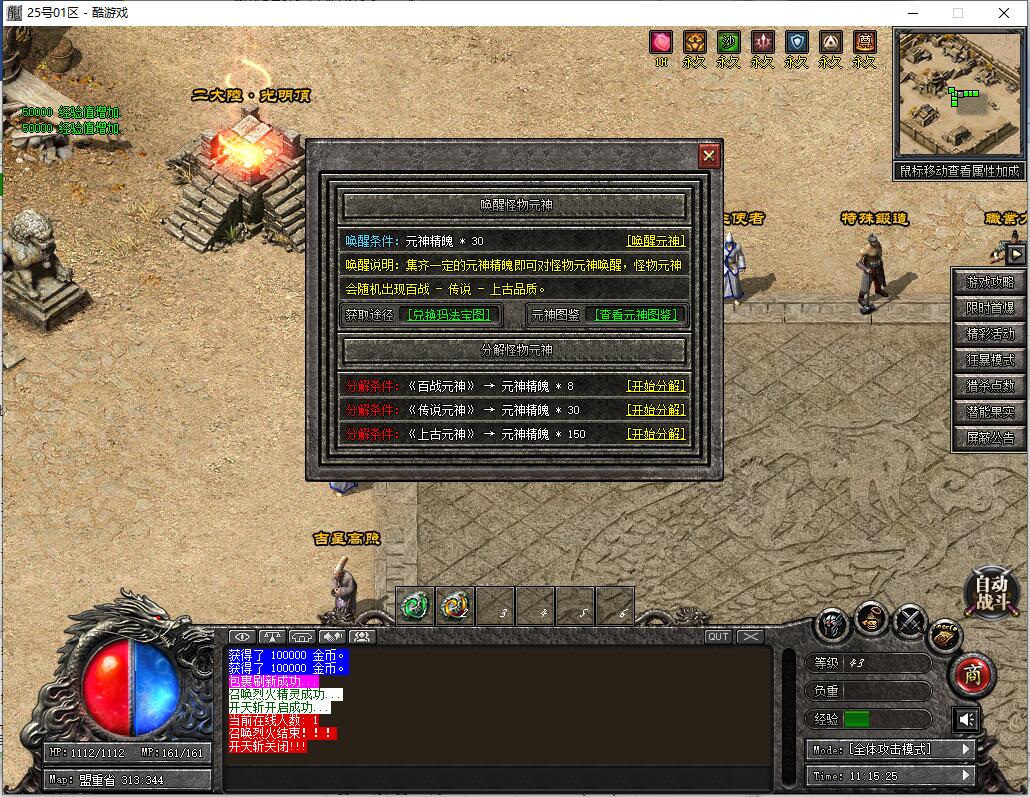 25号01区 - 酷游戏
1H 永久 永久 永久 永久 永久 永久
二大陸·光明頂
50000 经验值增加.
50000 经验值增加.
鼠标移动查看属性加成
使者
特殊鍛造
職業
唤醒怪物元神
唤醒条件: 元神精魄 * 30 [唤醒元神]
唤醒说明: 集齐一定的元神精魄即可对怪物元神唤醒, 怪物元神
会随机出现百战 - 传说 - 上古品质。
获取途径 [兑换玛法宝图] 元神图鉴 [查看元神图鉴]
分解怪物元神
分解条件: 《百战元神》 → 元神精魄 * 8 [开始分解]
分解条件: 《传说元神》 → 元神精魄 * 30 [开始分解]
分解条件: 《上古元神》 → 元神精魄 * 150 [开始分解]
游戏攻略
限时首爆
精彩活动
狂暴模式
猎杀点数
潜能果实
屏蔽公告
吉星高照
自动
战斗
2 3 4 5 6
QUT
获得了 100000 金币。
获得了 100000 金币。
包裹刷新成功...
召唤烈火精灵成功...
开天斩开启成功...
当前在线人数: 1
召唤烈火结束!!!
开天斩关闭!!!
等级 43
负重
经验
商
HP:1112/1112 MP:161/161
Map: 盟重省 313:344
Mode: [全体攻击模式]
Time: 11:15:25